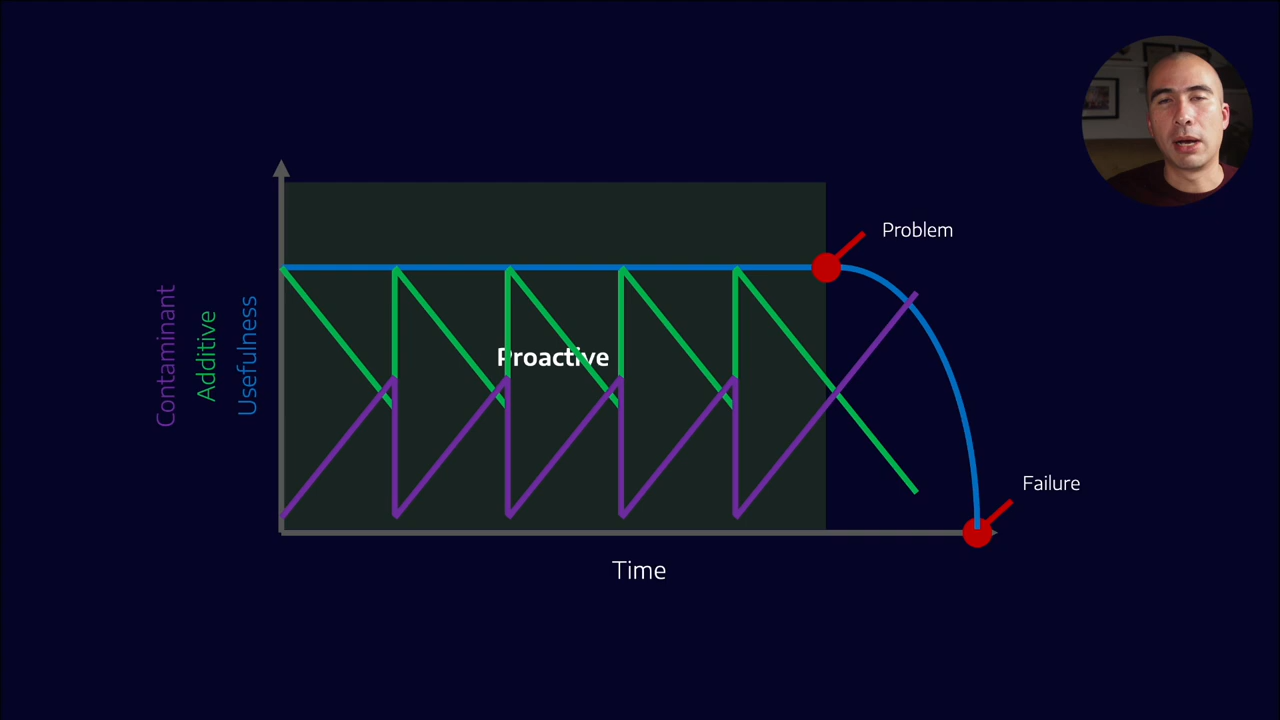 Problem
Contaminant
Additive
Usefulness
Proactive
Failure
Time